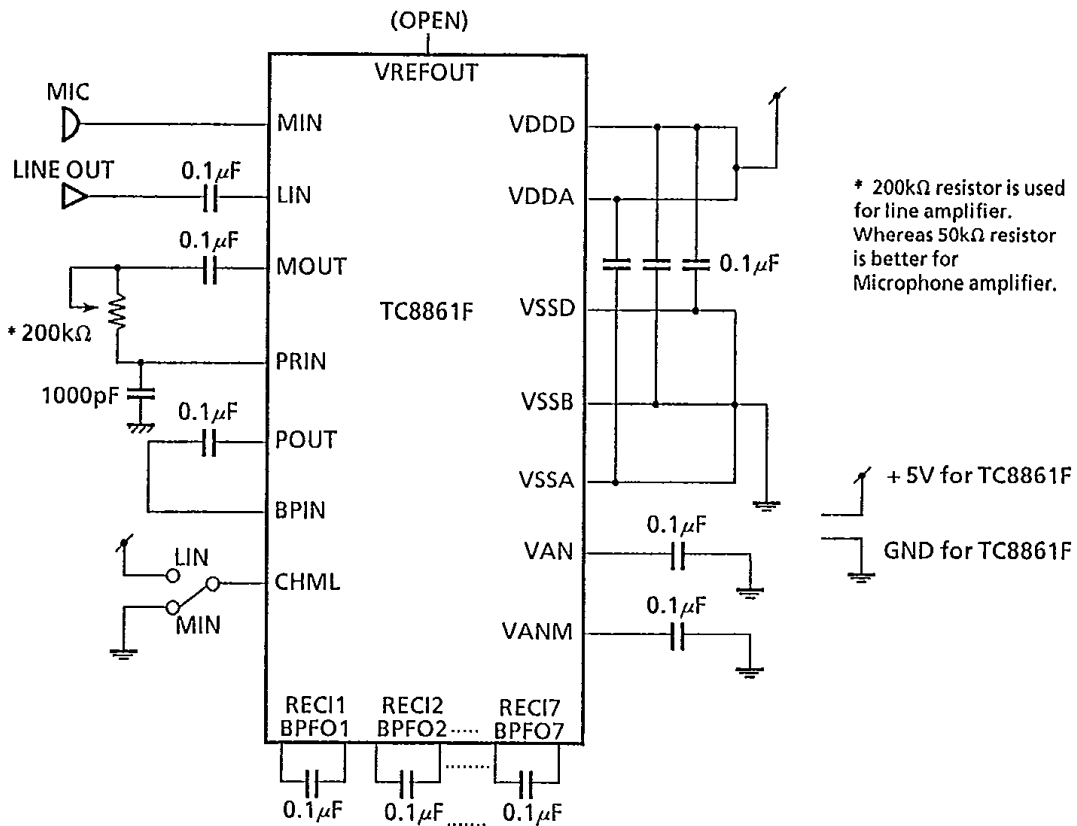 (OPEN)
VREFOUT
MIC
MIN
VDDD
LINE OUT
0.1μF
LIN
VDDA
* 200kΩ resistor is used
for line amplifier.
Whereas 50kΩ resistor
is better for
Microphone amplifier.
0.1μF
MOUT
0.1μF
TC8861F
VSSD
* 200kΩ
PRIN
1000pF
0.1μF
POUT
VSSB
BPIN
VSSA
+ 5V for TC8861F
0.1μF
VAN
GND for TC8861F
LIN
CHML
MIN
0.1μF
VANM
RECI1 RECI2 RECI7
BPFO1 BPFO2 ..... BPFO7
........
0.1μF 0.1μF ....... 0.1μF